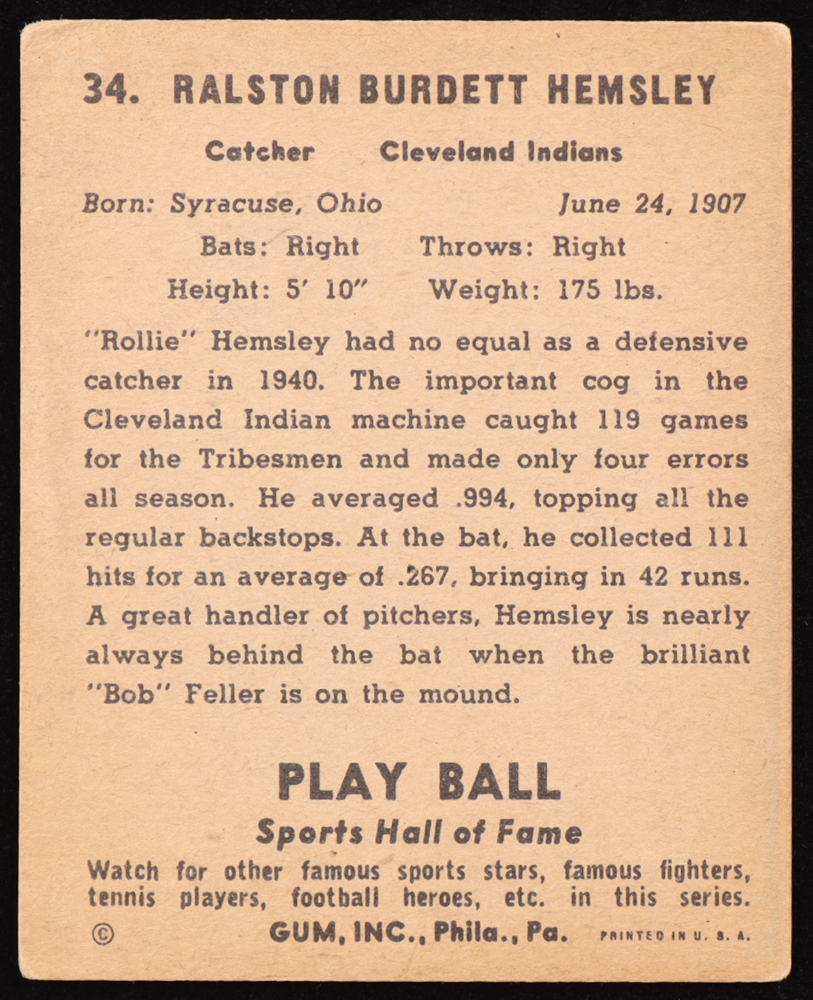 34. RALSTON BURDETT HEMSLEY
Catcher Cleveland Indians
Born: Syracuse, Ohio June 24, 1907
Bats: Right Throws: Right
Height: 5' 10" Weight: 175 lbs.
"Rollie" Hemsley had no equal as a defensive
catcher in 1940. The important cog in the
Cleveland Indian machine caught 119 games
for the Tribesmen and made only four errors
all season. He averaged .994, topping all the
regular backstops. At the bat, he collected 111
hits for an average of .267, bringing in 42 runs.
A great handler of pitchers, Hemsley is nearly
always behind the bat when the brilliant
"Bob" Feller is on the mound.
PLAY BALL
Sports Hall of Fame
Watch for other famous sports stars, famous fighters,
tennis players, football heroes, etc. in this series.
© GUM, INC., Phila., Pa. PRINTED IN U. S. A.